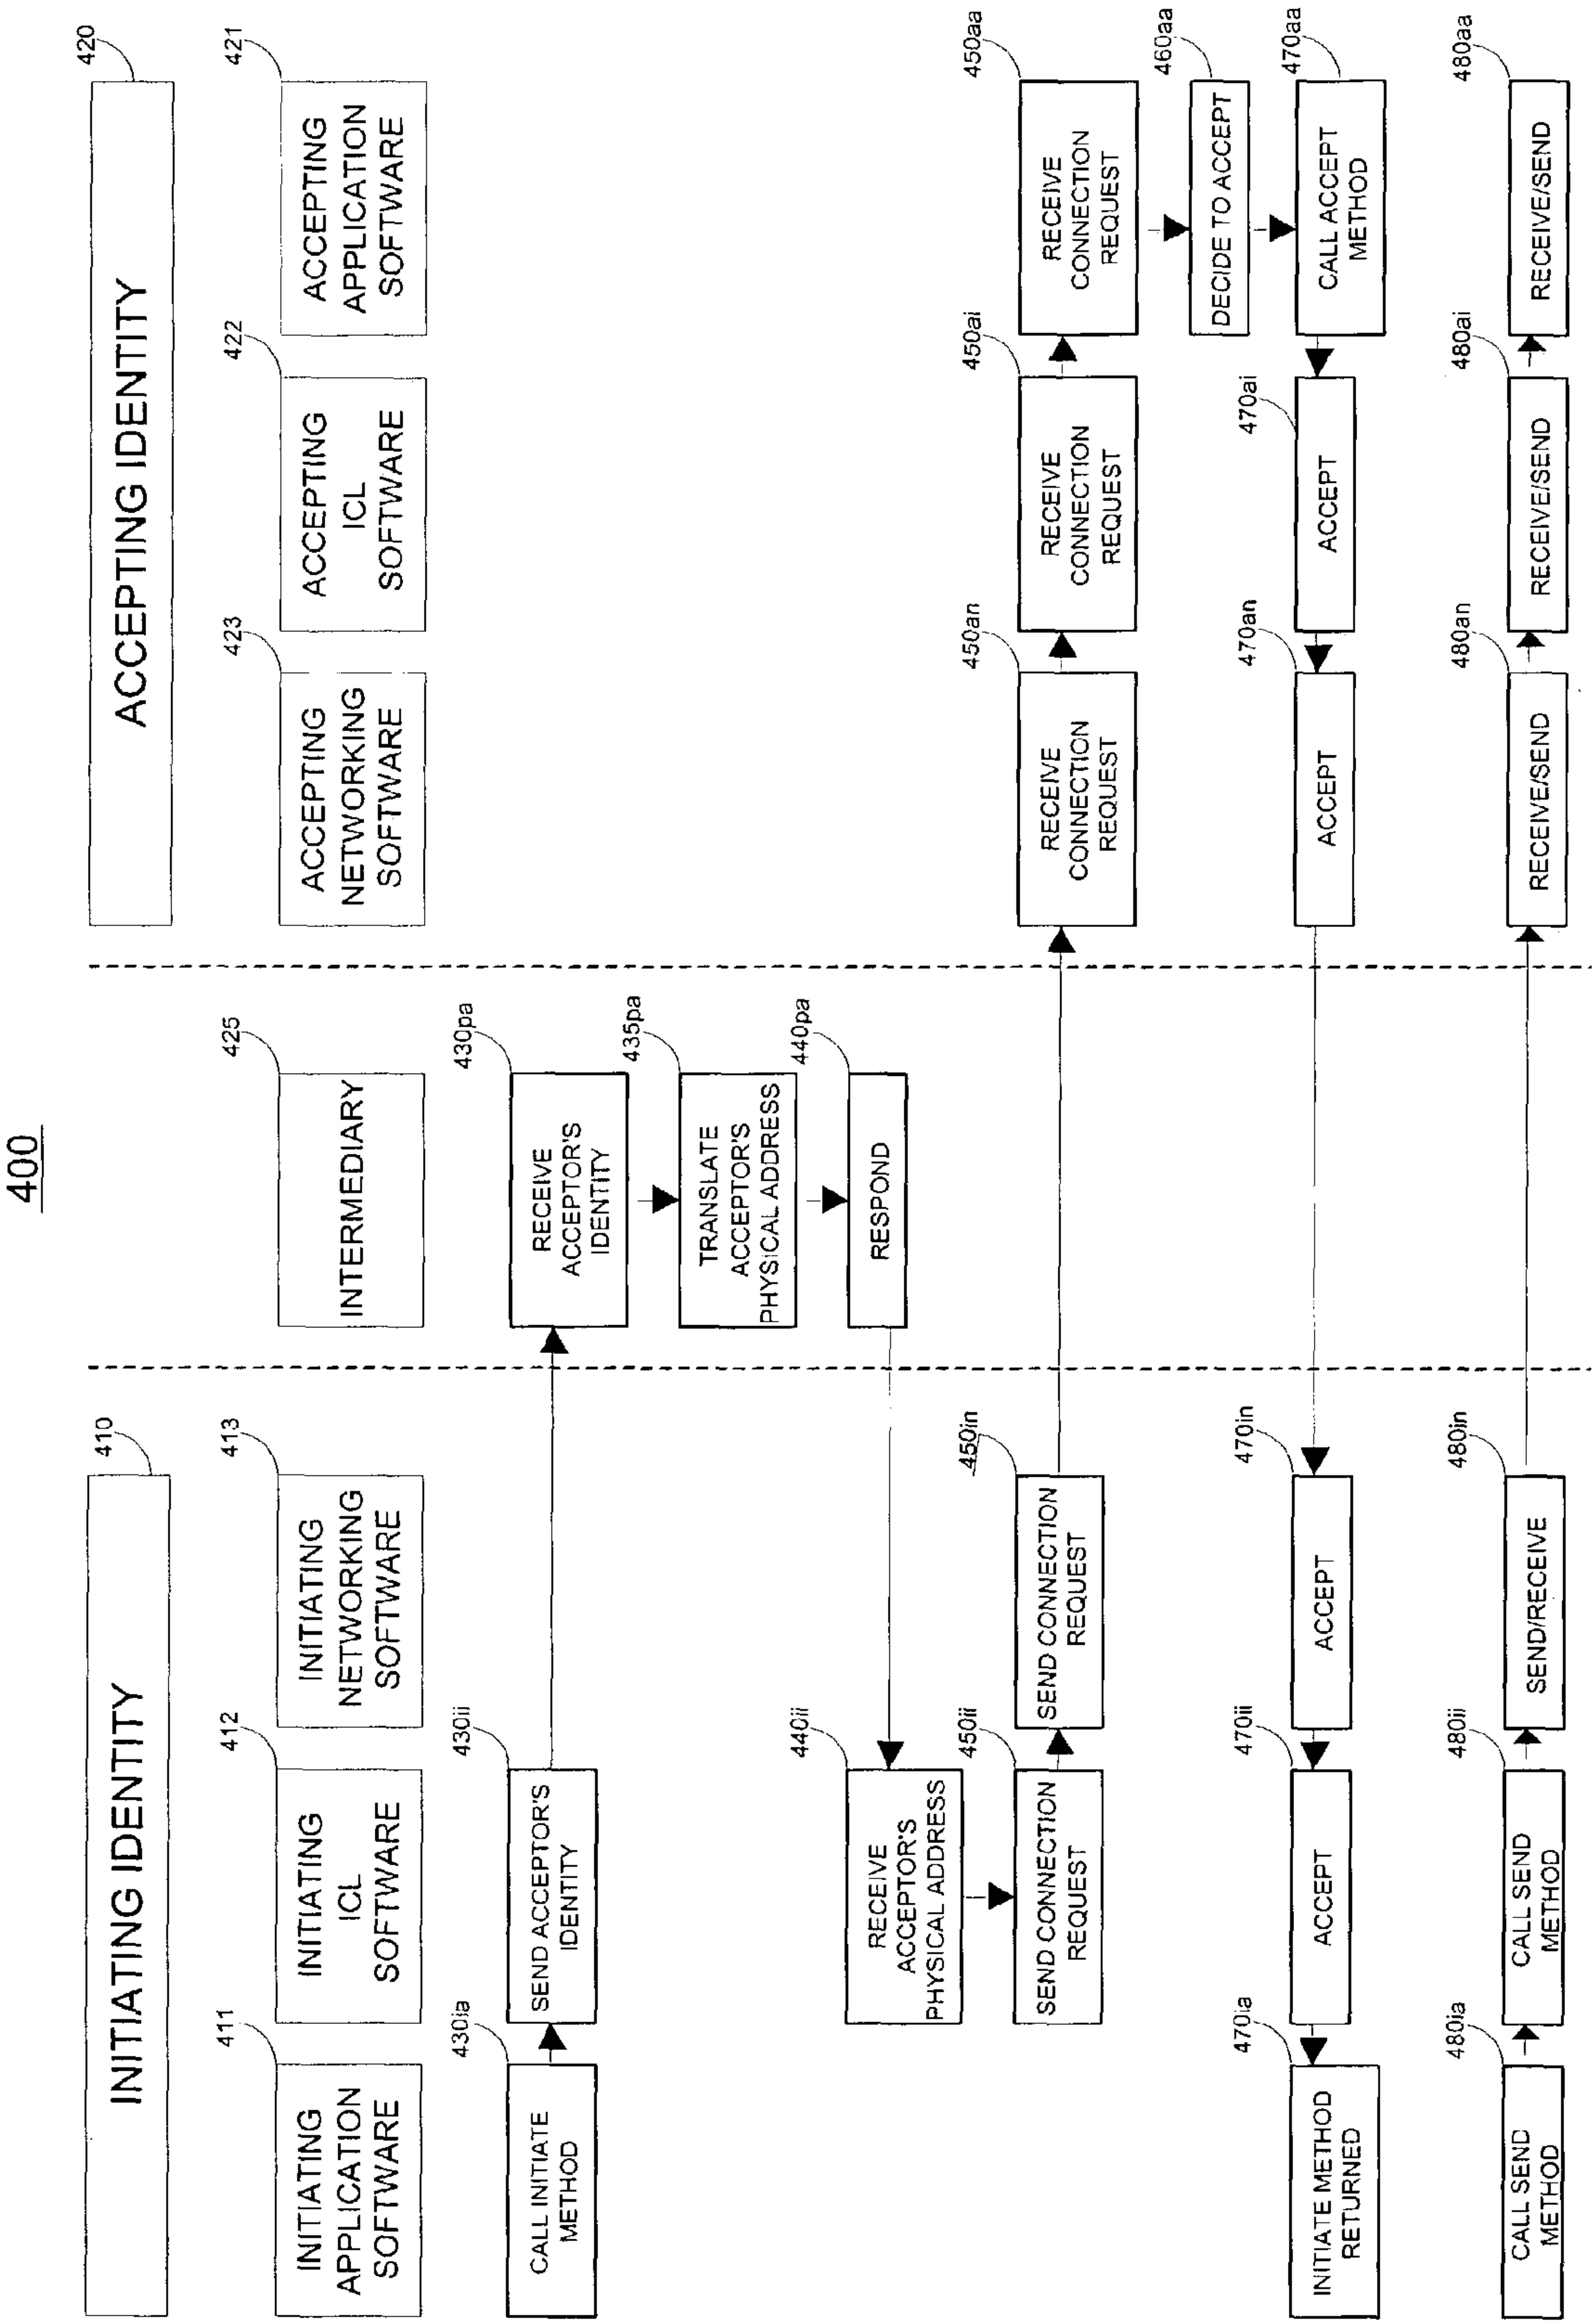 400
410
INITIATING IDENTITY
420
ACCEPTING IDENTITY
411
INITIATING
APPLICATION
SOFTWARE
412
INITIATING
ICL
SOFTWARE
413
INITIATING
NETWORKING
SOFTWARE
425
INTERMEDIARY
423
ACCEPTING
NETWORKING
SOFTWARE
422
ACCEPTING
ICL
SOFTWARE
421
ACCEPTING
APPLICATION
SOFTWARE
430ia
CALL INITIATE
METHOD
430ii
SEND ACCEPTOR'S
IDENTITY
430pa
RECEIVE
ACCEPTOR'S
IDENTITY
435pa
TRANSLATE
ACCEPTOR'S
PHYSICAL ADDRESS
440pa
RESPOND
440ii
RECEIVE
ACCEPTOR'S
PHYSICAL ADDRESS
450ii
SEND CONNECTION
REQUEST
450in
SEND CONNECTION
REQUEST
450an
RECEIVE
CONNECTION
REQUEST
450ai
RECEIVE
CONNECTION
REQUEST
450aa
RECEIVE
CONNECTION
REQUEST
460aa
DECIDE TO ACCEPT
470aa
CALL ACCEPT
METHOD
470ai
ACCEPT
470an
ACCEPT
470in
ACCEPT
470ii
ACCEPT
470ia
INITIATE METHOD
RETURNED
480ia
CALL SEND
METHOD
480ii
CALL SEND
METHOD
480in
SEND/RECEIVE
480an
RECEIVE/SEND
480ai
RECEIVE/SEND
480aa
RECEIVE/SEND